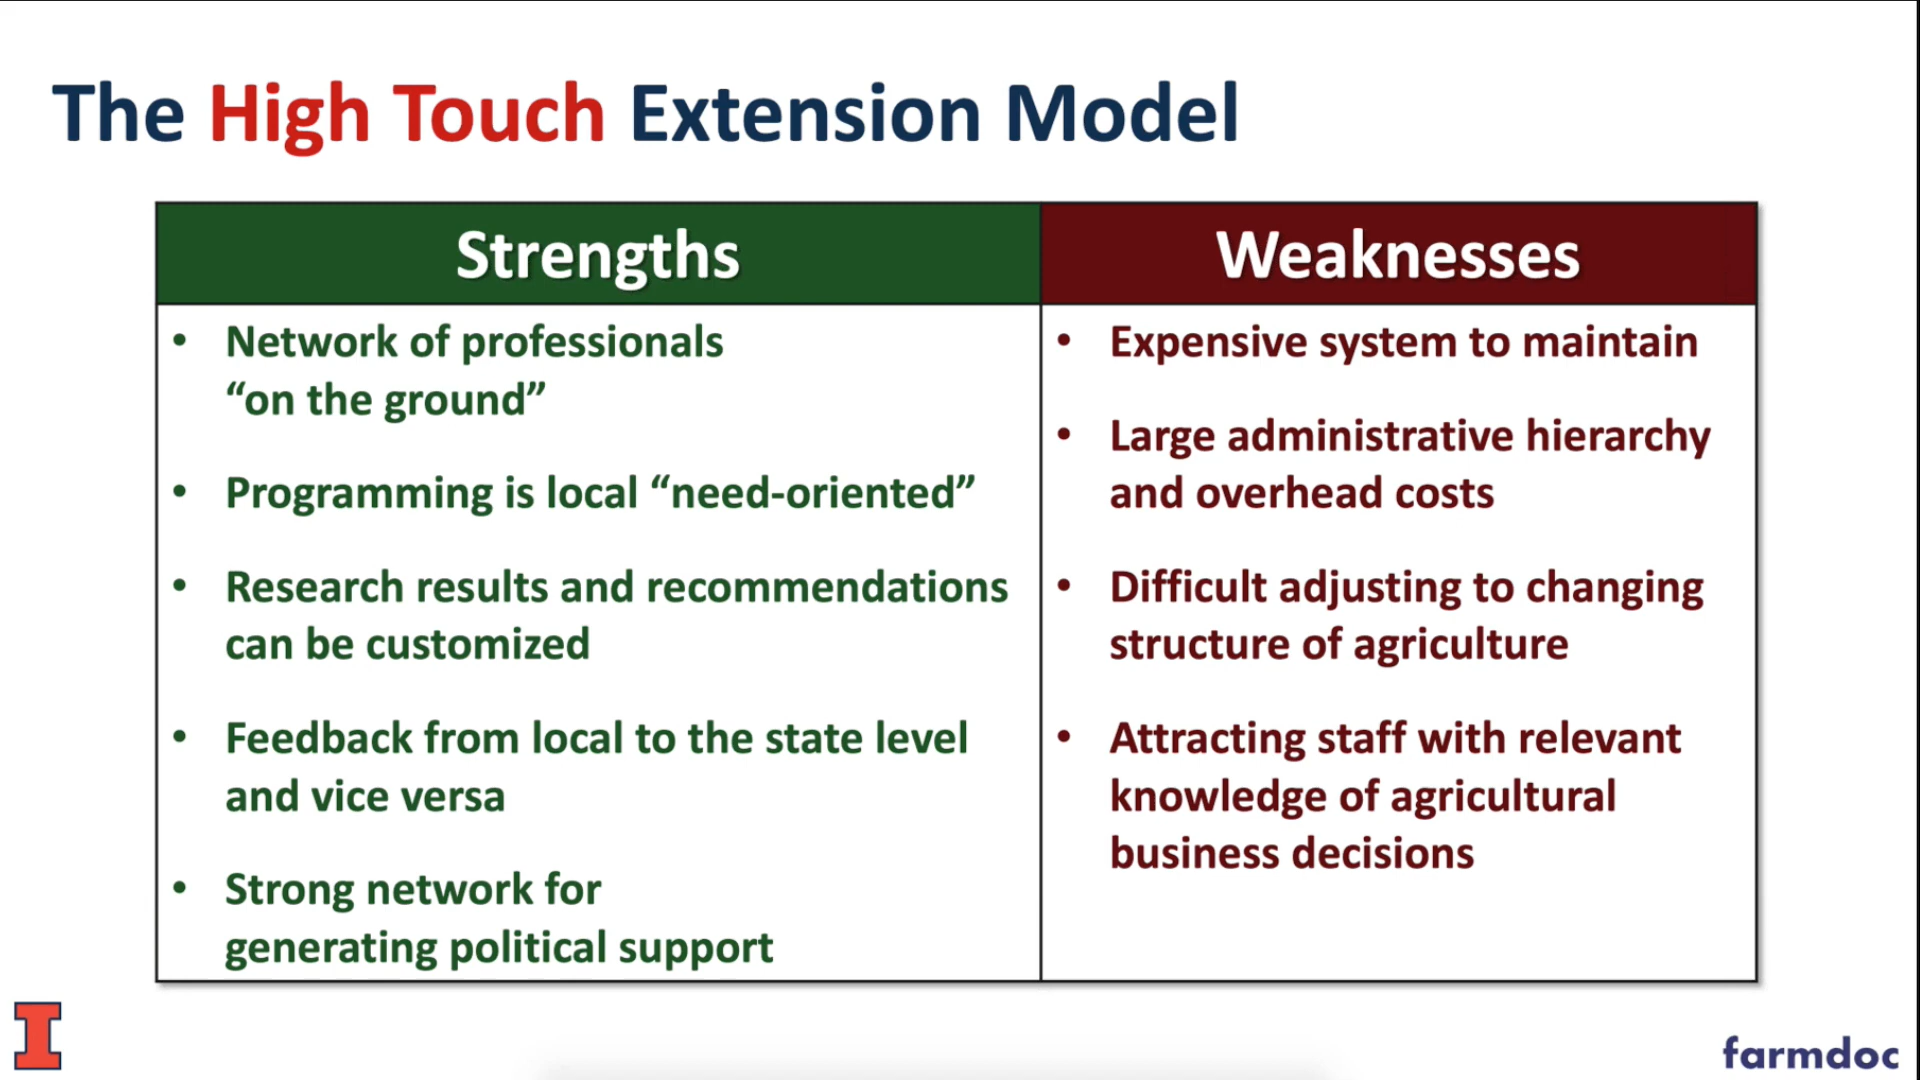 The High Touch Extension Model
Strengths
Weaknesses
• Network of professionals
“on the ground”
• Programming is local “need-oriented”
• Research results and recommendations
can be customized
• Feedback from local to the state level
and vice versa
• Strong network for
generating political support
• Expensive system to maintain
• Large administrative hierarchy
and overhead costs
• Difficult adjusting to changing
structure of agriculture
• Attracting staff with relevant
knowledge of agricultural
business decisions
I
farmdoc